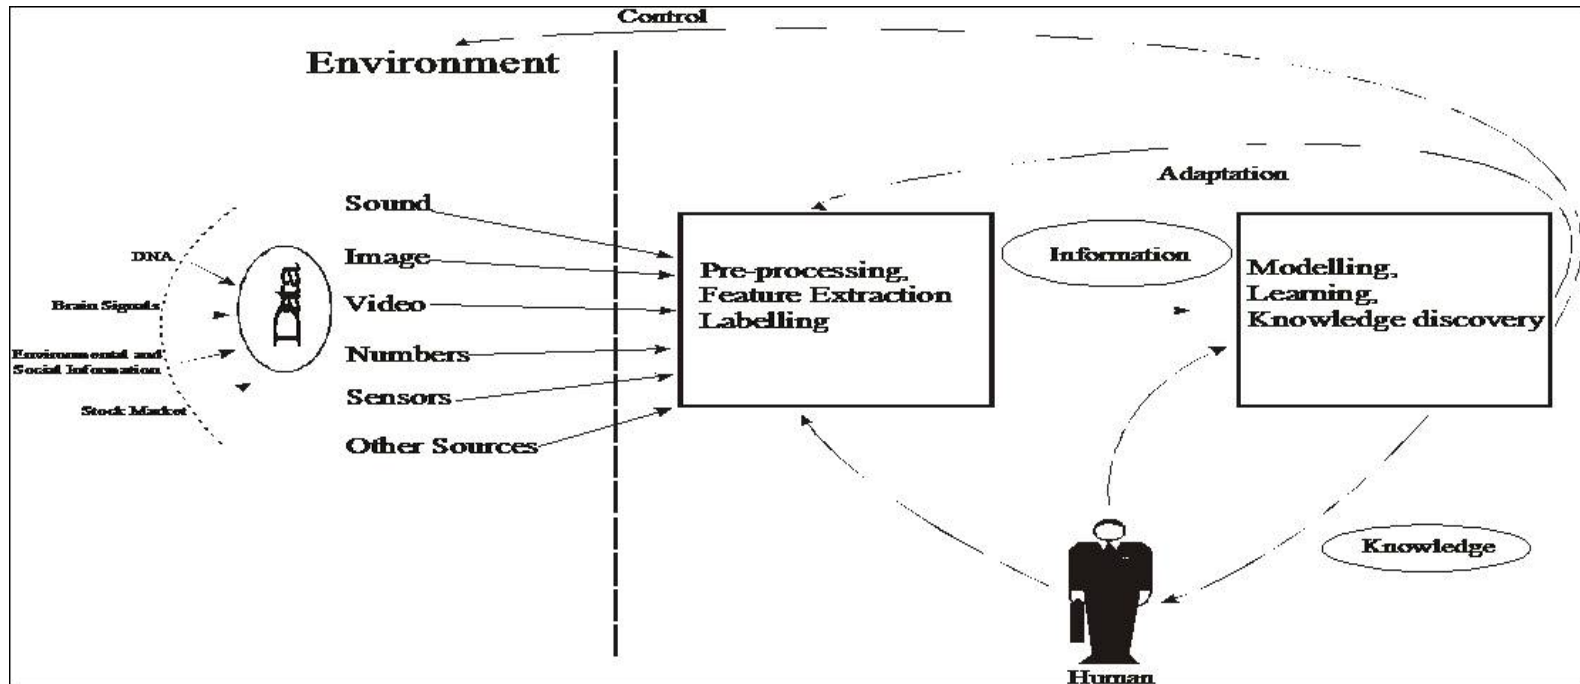 Control
Environment
Adaptation
Sound
Image
Video
Numbers
Sensors
Other Sources
DNA
Brain Signals
Environmental and
Social Information
Stock Market
Data
Pre-processing,
Feature Extraction
Labelling
Information
Modelling,
Learning,
Knowledge discovery
Knowledge
Human